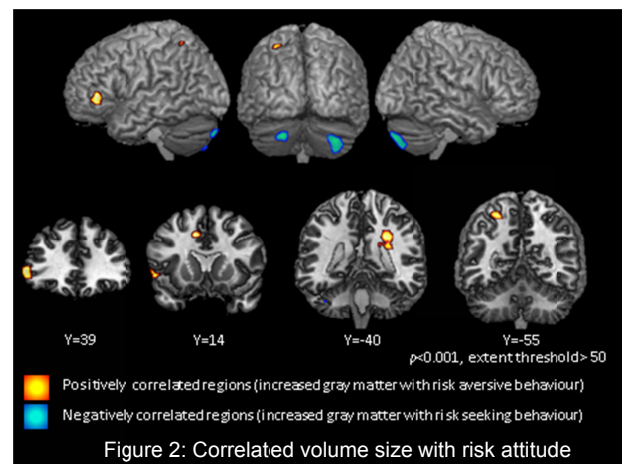 Y=39 Y=14 Y=-40 Y=-55
p<0.001, extent threshold>50
Positively correlated regions (increased gray matter with risk aversive behaviour)
Negatively correlated regions (increased gray matter with risk seeking behaviour)
Figure 2: Correlated volume size with risk attitude